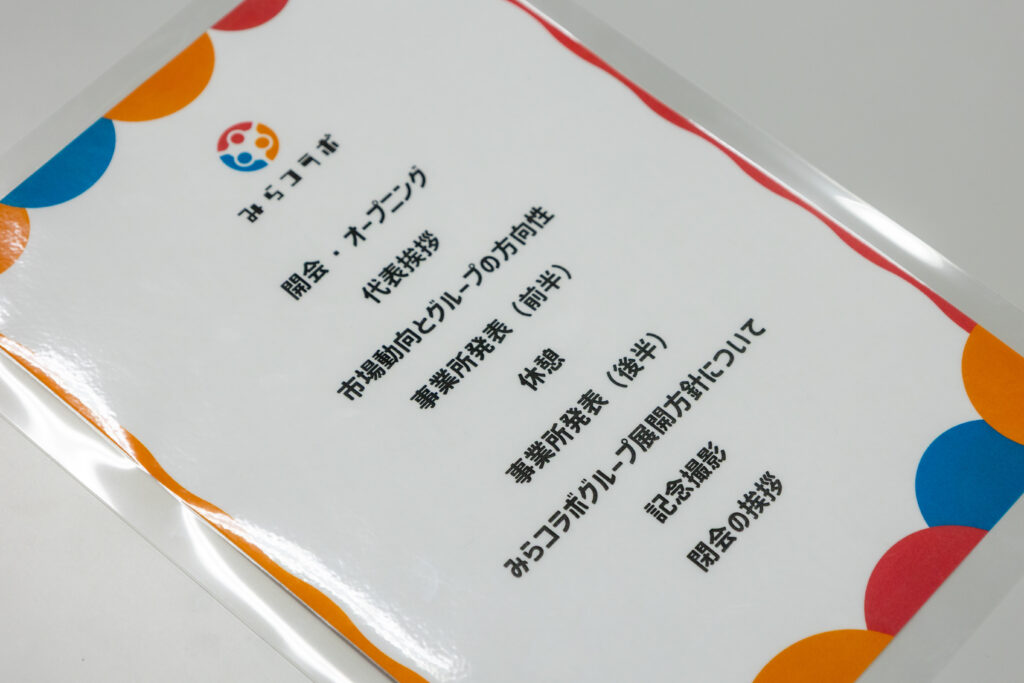 みらコラボ
開会・オープニング
代表挨拶
市場動向とグループの方向性
事業所発表（前半）
休憩
事業所発表（後半）
みらコラボグループ展開方針について
記念撮影
閉会の挨拶